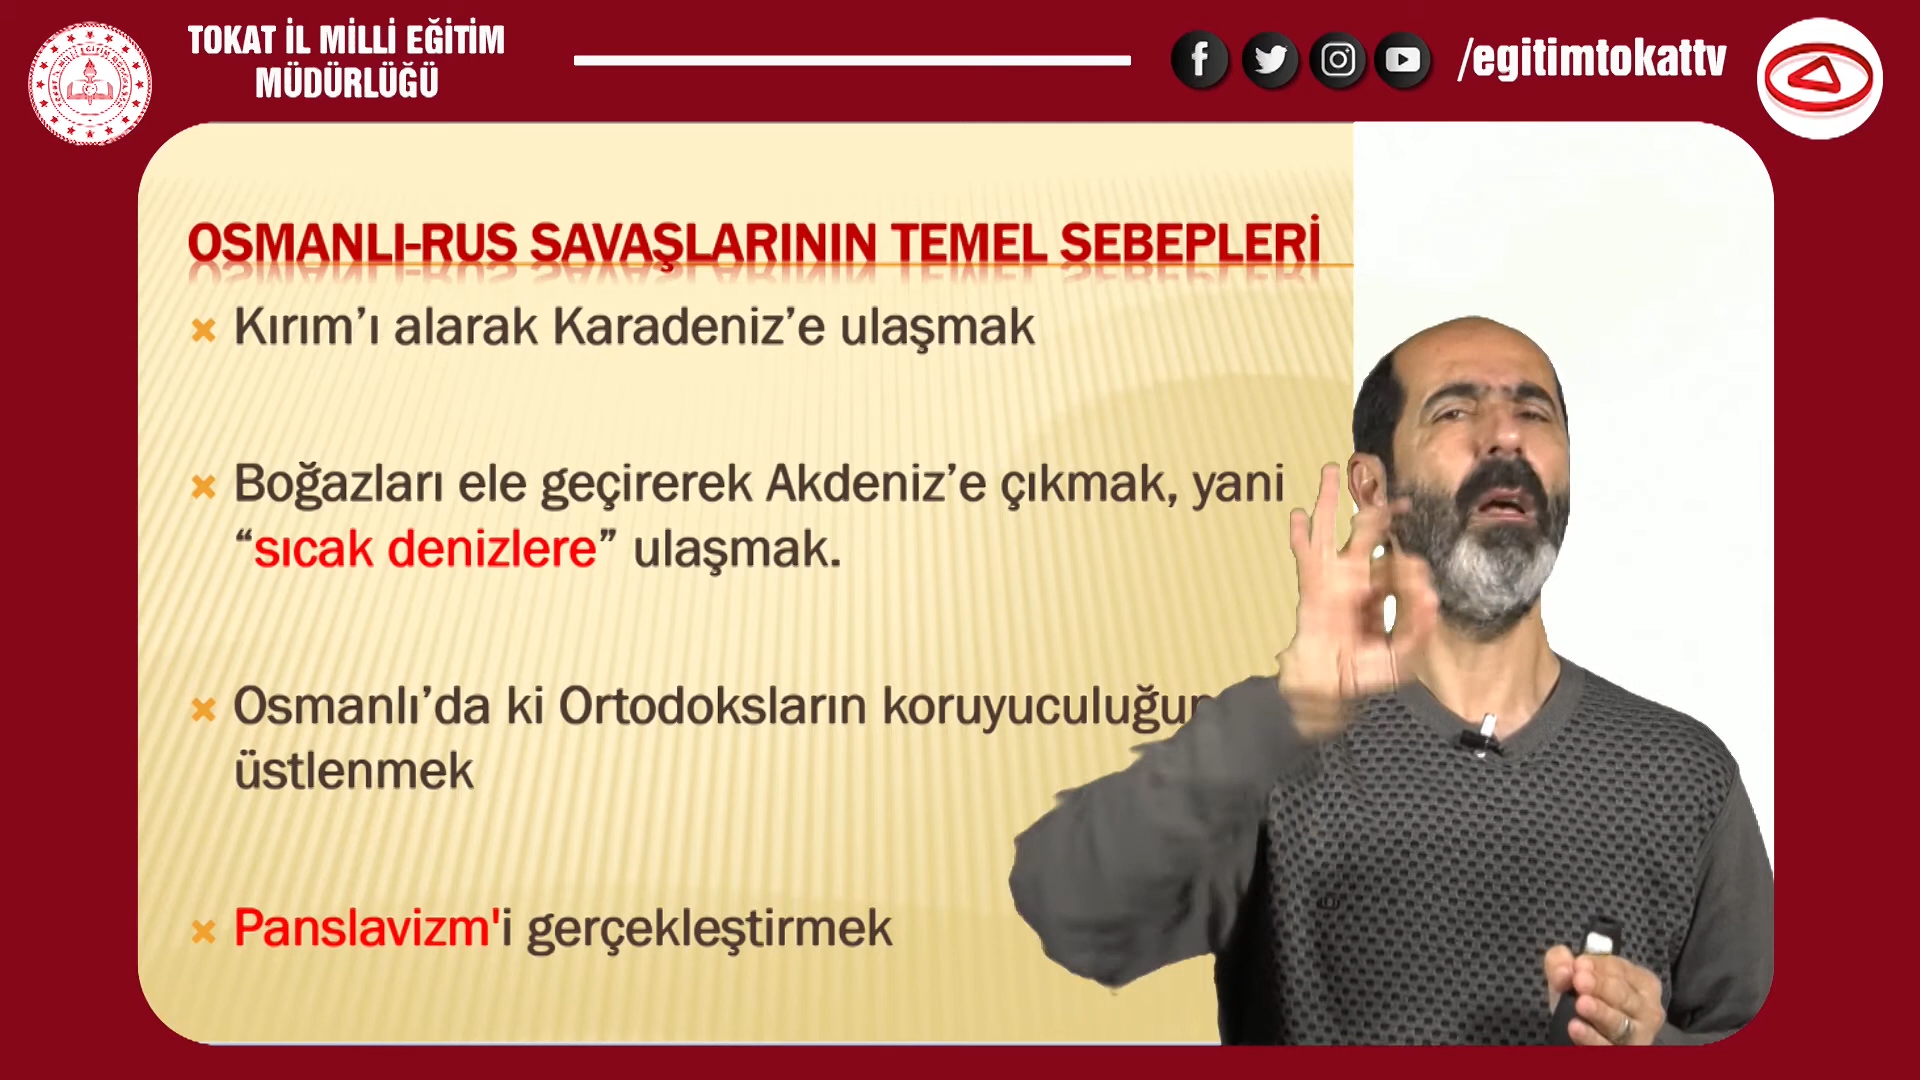 TOKAT İL MİLLİ EĞİTİM
MÜDÜRLÜĞÜ
/egitimtokattv
OSMANLI-RUS SAVAŞLARININ TEMEL SEBEPLERİ
Kırım’ı alarak Karadeniz’e ulaşmak
Boğazları ele geçirerek Akdeniz’e çıkmak, yani
“sıcak denizlere” ulaşmak.
Osmanlı’da ki Ortodoksların
üstlenmek
Panslavizm'i gerçekleştirmek